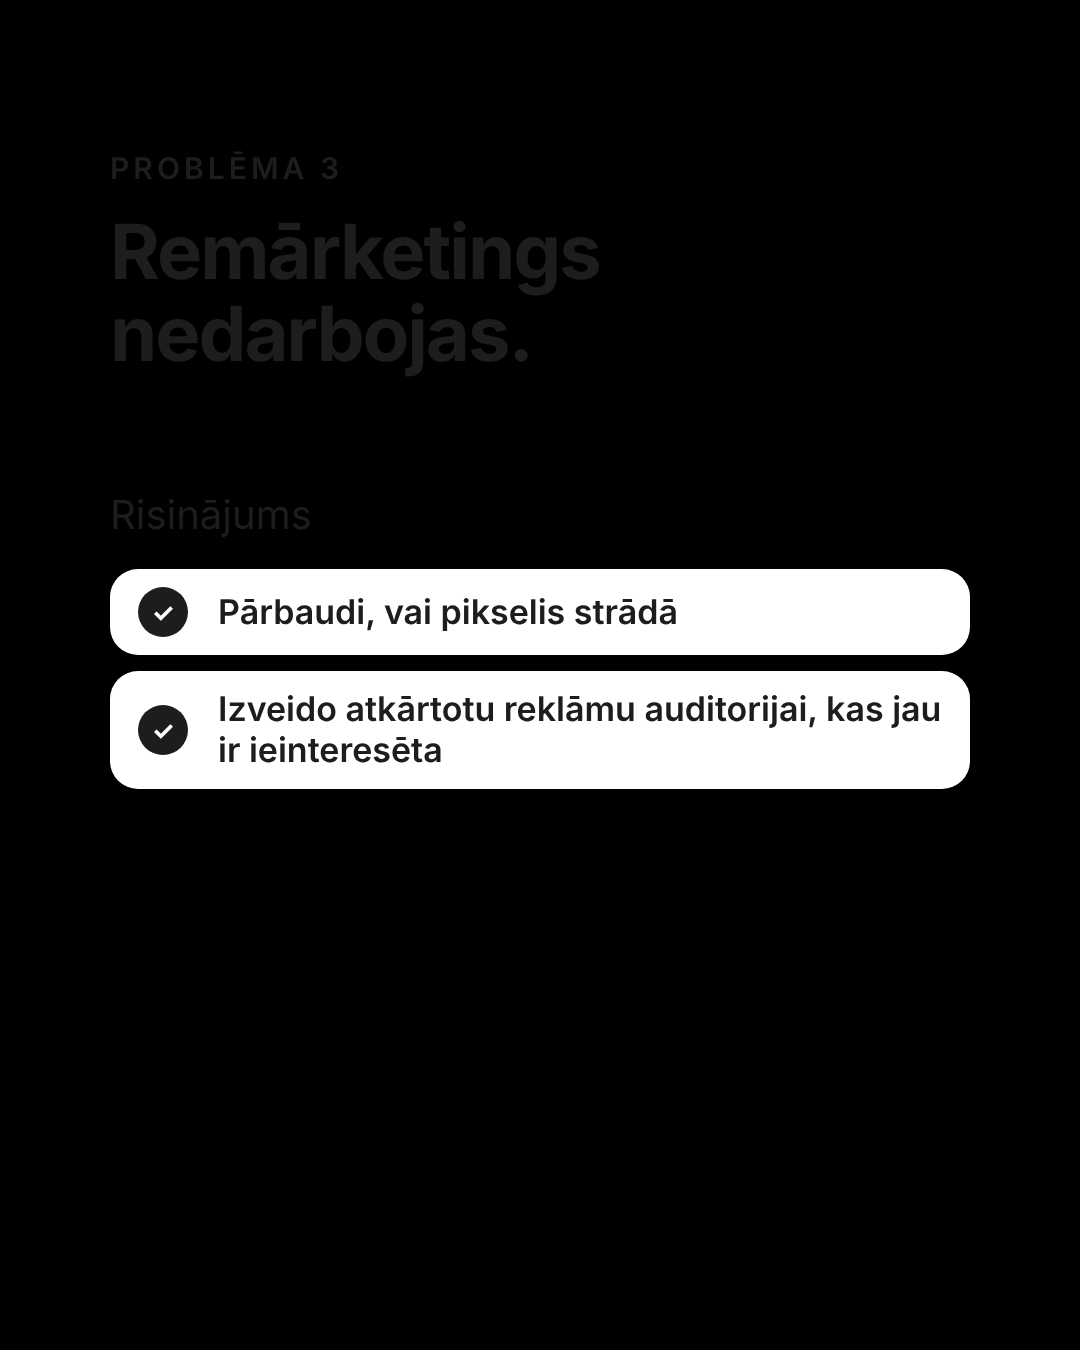 PROBLĒMA 3
Remārketings
nedarbojas.
Risinājums
Pārbaudi, vai pikselis strādā
Izveido atkārtotu reklāmu auditorijai, kas jau
ir ieinteresēta